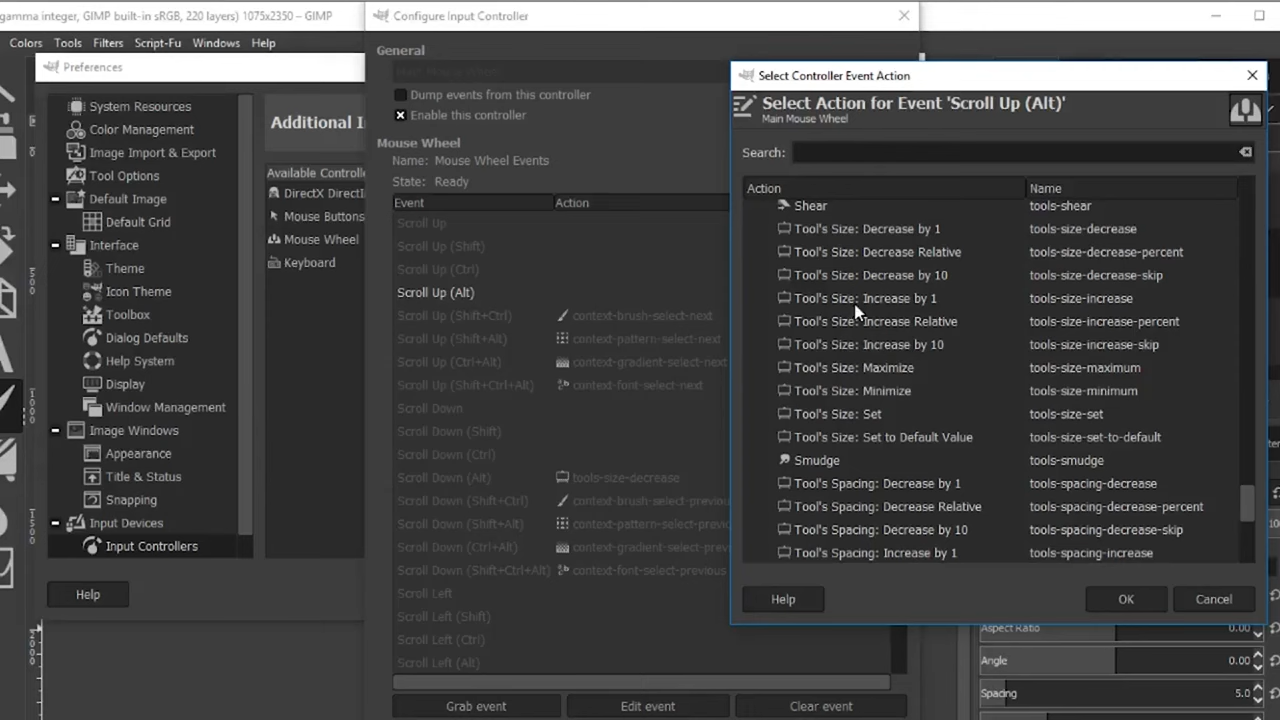 gamma integer, GIMP built-in sRGB, 220 layers) 1075x2350 – GIMP
Colors Tools Filters Script-Fu Windows Help
Preferences
System Resources
Color Management
Image Import & Export
Tool Options
Default Image
Default Grid
Interface
Theme
Icon Theme
Toolbox
Dialog Defaults
Help System
Display
Window Management
Image Windows
Appearance
Title & Status
Snapping
Input Devices
Input Controllers
Help
Additional I
Available Controlle
DirectX DirectI
Mouse Buttons
Mouse Wheel
Keyboard
Configure Input Controller
General
Main Mouse Wheel
Dump events from this controller
Enable this controller
Mouse Wheel
Name: Mouse Wheel Events
State: Ready
Event Action
Scroll Up
Scroll Up (Shift)
Scroll Up (Ctrl)
Scroll Up (Alt)
Scroll Up (Shift+Ctrl) context-brush-select-next
Scroll Up (Shift+Alt) context-pattern-select-next
Scroll Up (Ctrl+Alt) context-gradient-select-next
Scroll Up (Shift+Ctrl+Alt) context-font-select-next
Scroll Down
Scroll Down (Shift)
Scroll Down (Ctrl)
Scroll Down (Alt) tools-size-decrease
Scroll Down (Shift+Ctrl) context-brush-select-previous
Scroll Down (Shift+Alt) context-pattern-select-previo
Scroll Down (Ctrl+Alt) context-gradient-select-prev
Scroll Down (Shift+Ctrl+Alt) context-font-select-previous
Scroll Left
Scroll Left (Shift)
Scroll Left (Ctrl)
Scroll Left (Alt)
Grab event Edit event Clear event
Select Controller Event Action
Select Action for Event 'Scroll Up (Alt)'
Main Mouse Wheel
Search:
Action Name
Shear tools-shear
Tool's Size: Decrease by 1 tools-size-decrease
Tool's Size: Decrease Relative tools-size-decrease-percent
Tool's Size: Decrease by 10 tools-size-decrease-skip
Tool's Size: Increase by 1 tools-size-increase
Tool's Size: Increase Relative tools-size-increase-percent
Tool's Size: Increase by 10 tools-size-increase-skip
Tool's Size: Maximize tools-size-maximum
Tool's Size: Minimize tools-size-minimum
Tool's Size: Set tools-size-set
Tool's Size: Set to Default Value tools-size-set-to-default
Smudge tools-smudge
Tool's Spacing: Decrease by 1 tools-spacing-decrease
Tool's Spacing: Decrease Relative tools-spacing-decrease-percent
Tool's Spacing: Decrease by 10 tools-spacing-decrease-skip
Tool's Spacing: Increase by 1 tools-spacing-increase
Help OK Cancel
Aspect Ratio 0.00
Angle 0.00
Spacing 5.0
500
1000
1500
2000